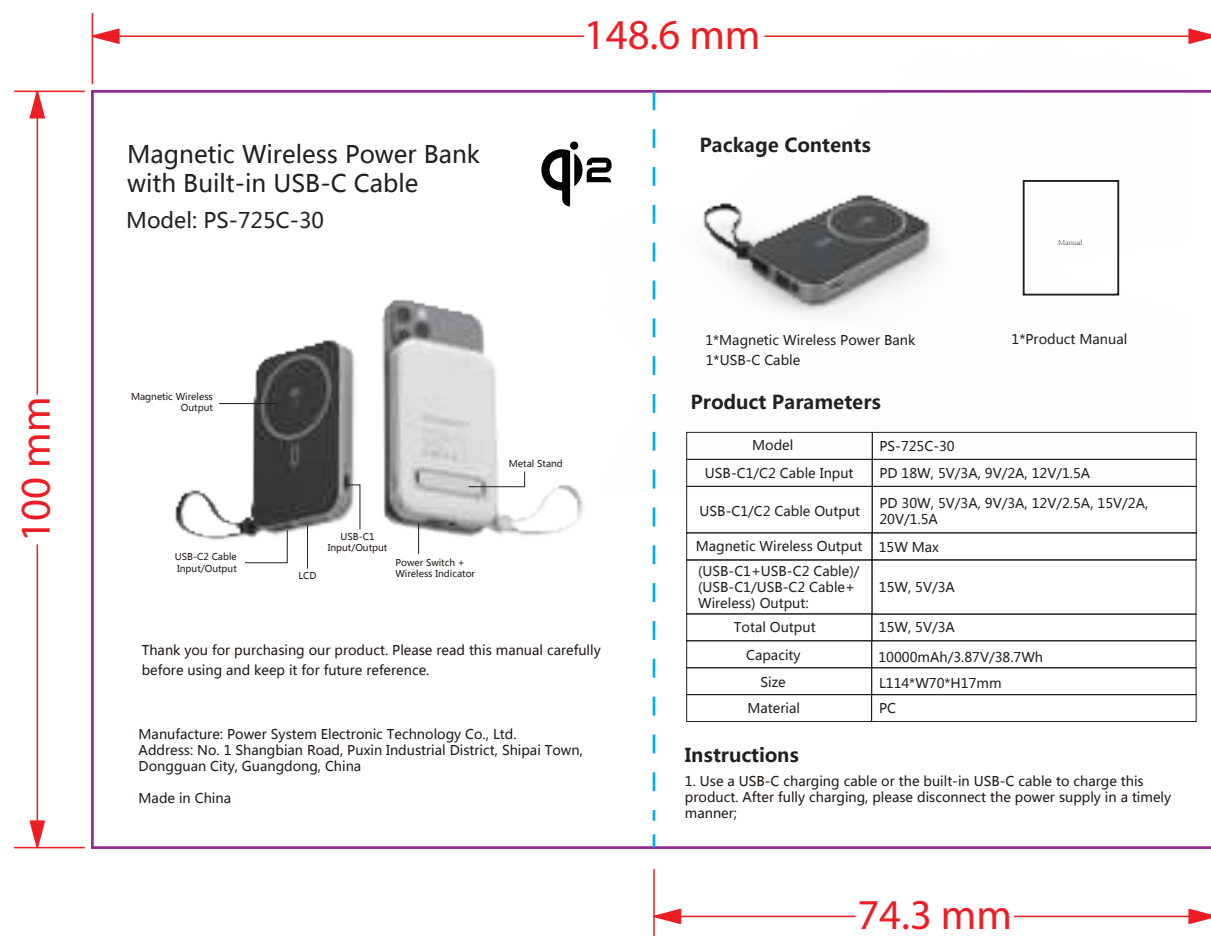 148.6 mm
100 mm
Magnetic Wireless Power Bank
with Built-in USB-C Cable
Model: PS-725C-30
qi2
Magnetic Wireless
Output
Metal Stand
USB-C1
Input/Output
USB-C2 Cable
Input/Output
LCD
Power Switch +
Wireless Indicator
Thank you for purchasing our product. Please read this manual carefully
before using and keep it for future reference.
Manufacture: Power System Electronic Technology Co., Ltd.
Address: No. 1 Shangbian Road, Puxin Industrial District, Shipai Town,
Dongguan City, Guangdong, China
Made in China
Package Contents
Manual
1*Magnetic Wireless Power Bank
1*USB-C Cable
1*Product Manual
Product Parameters
Model PS-725C-30
USB-C1/C2 Cable Input PD 18W, 5V/3A, 9V/2A, 12V/1.5A
USB-C1/C2 Cable Output PD 30W, 5V/3A, 9V/3A, 12V/2.5A, 15V/2A,
20V/1.5A
Magnetic Wireless Output 15W Max
(USB-C1+USB-C2 Cable)/
(USB-C1/USB-C2 Cable+
Wireless) Output:
15W, 5V/3A
Total Output 15W, 5V/3A
Capacity 10000mAh/3.87V/38.7Wh
Size L114*W70*H17mm
Material PC
Instructions
1. Use a USB-C charging cable or the built-in USB-C cable to charge this
product. After fully charging, please disconnect the power supply in a timely
manner;
74.3 mm